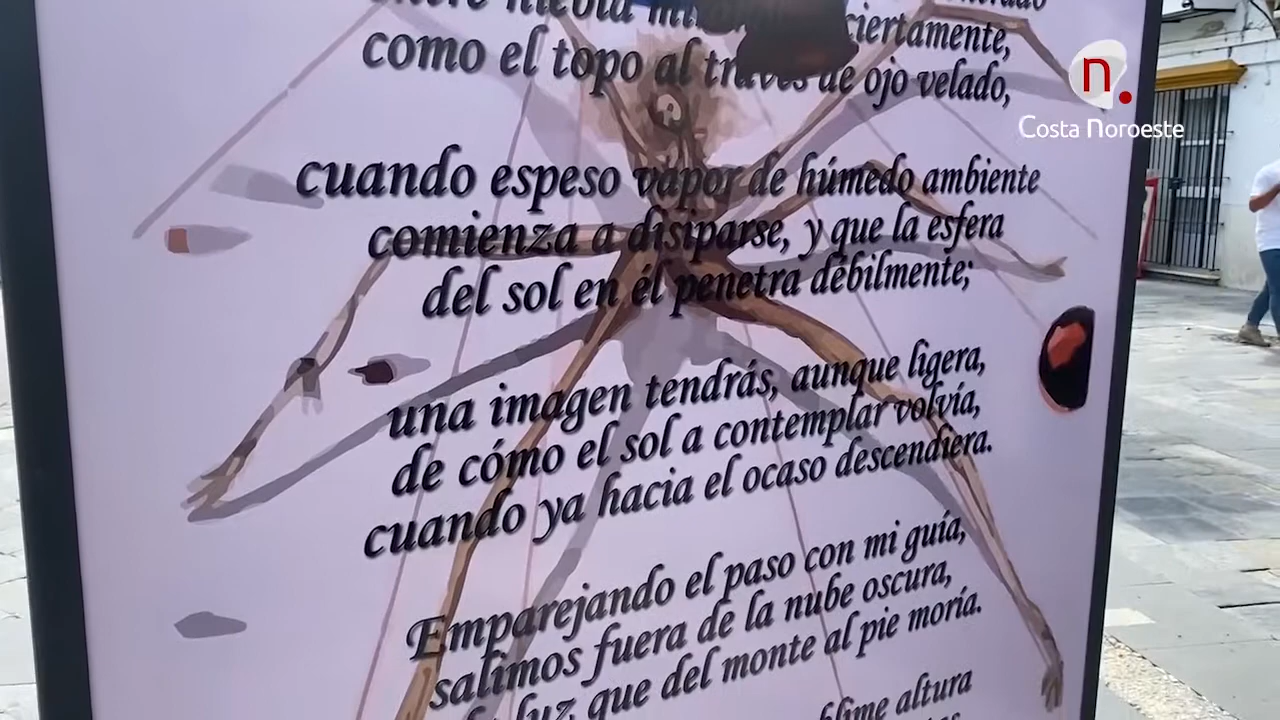 ciertamente,
como el topo al través de ojo velado,
cuando espeso vapor de húmedo ambiente
comienza a disiparse, y que la esfera
del sol en él penetra débilmente;
una imagen tendrás, aunque ligera,
de cómo el sol a contemplar volvía,
cuando ya hacia el ocaso descendiera.
Emparejando el paso con mi guía,
salimos fuera de la nube oscura,
luz que del monte al pie moría.
altura
n.
Costa Noroeste